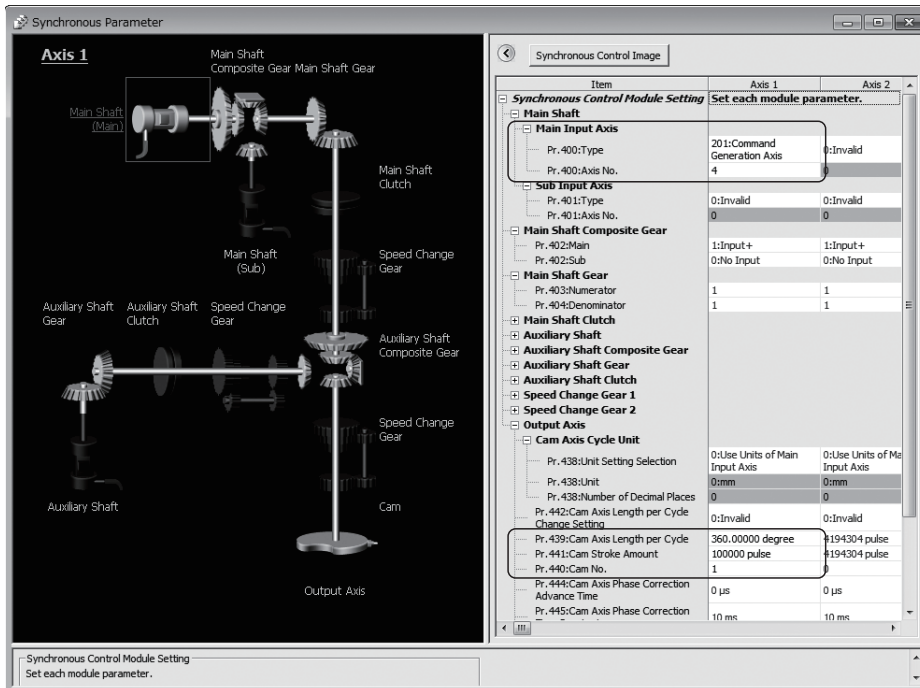 Synchronous Parameter
Axis 1
Main Shaft
Composite Gear
Main Shaft Gear
Main Shaft
(Main)
Main Shaft
Clutch
Main Shaft
(Sub)
Speed Change
Gear
Auxiliary Shaft
Gear
Auxiliary Shaft
Clutch
Speed Change
Gear
Auxiliary Shaft
Composite Gear
Speed Change
Gear
Auxiliary Shaft
Cam
Output Axis
Synchronous Control Image
Item Axis 1 Axis 2
Synchronous Control Module Setting Set each module parameter.
Main Shaft
Main Input Axis
Pr.400:Type 201:Command Generation Axis 0:Invalid
Pr.400:Axis No. 4 0
Sub Input Axis
Pr.401:Type 0:Invalid 0:Invalid
Pr.401:Axis No. 0 0
Main Shaft Composite Gear
Pr.402:Main 1:Input+ 1:Input+
Pr.402:Sub 0:No Input 0:No Input
Main Shaft Gear
Pr.403:Numerator 1 1
Pr.404:Denominator 1 1
Main Shaft Clutch
Auxiliary Shaft
Auxiliary Shaft Composite Gear
Auxiliary Shaft Gear
Auxiliary Shaft Clutch
Speed Change Gear 1
Speed Change Gear 2
Output Axis
Cam Axis Cycle Unit
Pr.438:Unit Setting Selection 0:Use Units of Main Input Axis 0:Use Units of Ma Input Axis
Pr.438:Unit 0:mm 0:mm
Pr.438:Number of Decimal Places 0 0
Pr.442:Cam Axis Length per Cycle Change Setting 0:Invalid 0:Invalid
Pr.439:Cam Axis Length per Cycle 360.00000 degree 4194304 pulse
Pr.441:Cam Stroke Amount 100000 pulse 4194304 pulse
Pr.440:Cam No. 1 0
Pr.444:Cam Axis Phase Correction Advance Time 0 µs 0 µs
Pr.445:Cam Axis Phase Correction 10 ms 10 ms
Synchronous Control Module Setting
Set each module parameter.